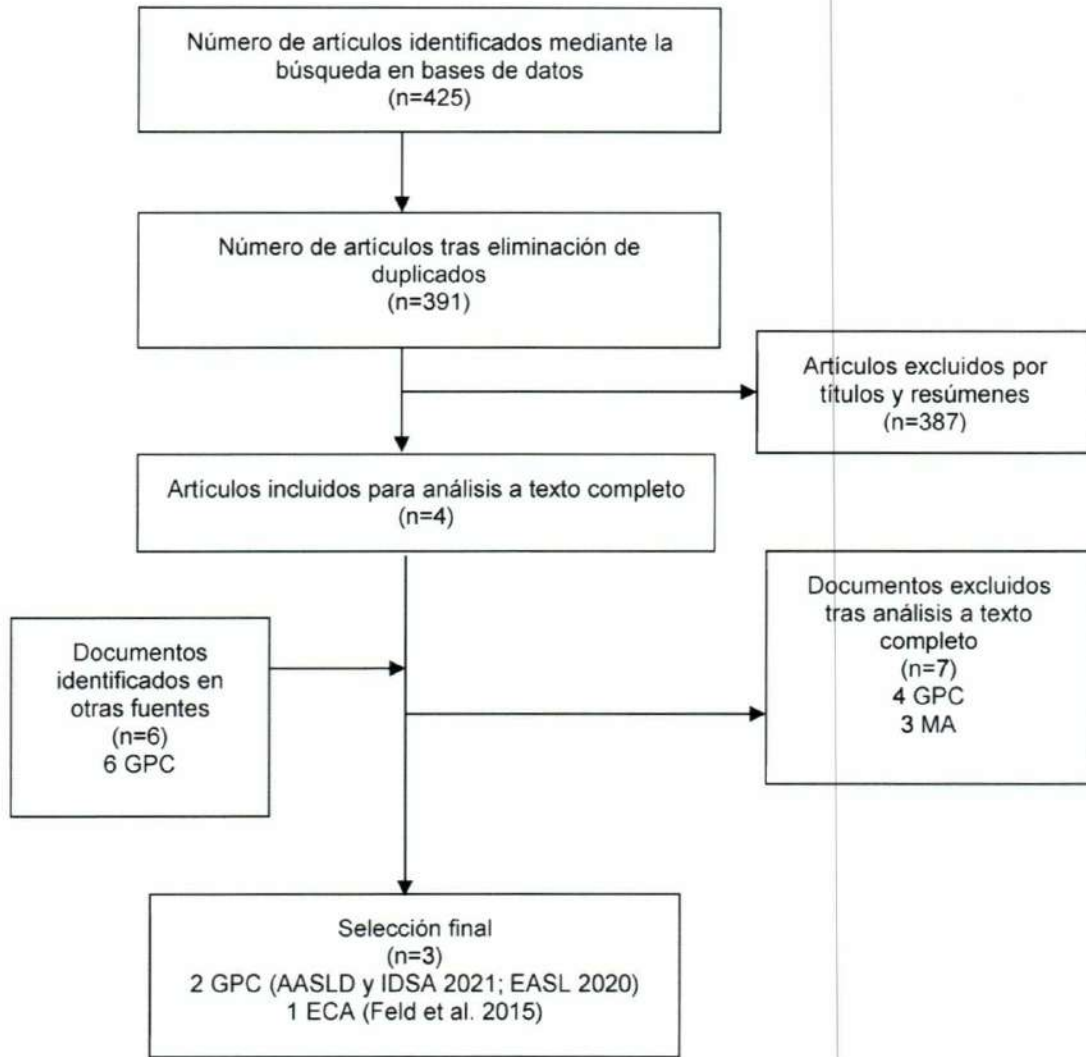 Número de artículos identificados mediante la
búsqueda en bases de datos
(n=425)
Número de artículos tras eliminación de
duplicados
(n=391)
Artículos excluidos por
títulos y resúmenes
(n=387)
Artículos incluidos para análisis a texto completo
(n=4)
Documentos
identificados en
otras fuentes
(n=6)
6 GPC
Documentos excluidos
tras análisis a texto
completo
(n=7)
4 GPC
3 MA
Selección final
(n=3)
2 GPC (AASLD y IDSA 2021; EASL 2020)
1 ECA (Feld et al. 2015)